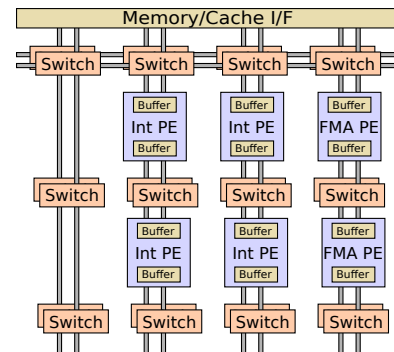 Memory/Cache I/F
Switch Switch Switch Switch
Buffer Buffer Buffer
Int PE Int PE FMA PE
Buffer Buffer Buffer
Switch Switch Switch Switch
Buffer Buffer Buffer
Int PE Int PE FMA PE
Buffer Buffer Buffer
Switch Switch Switch Switch